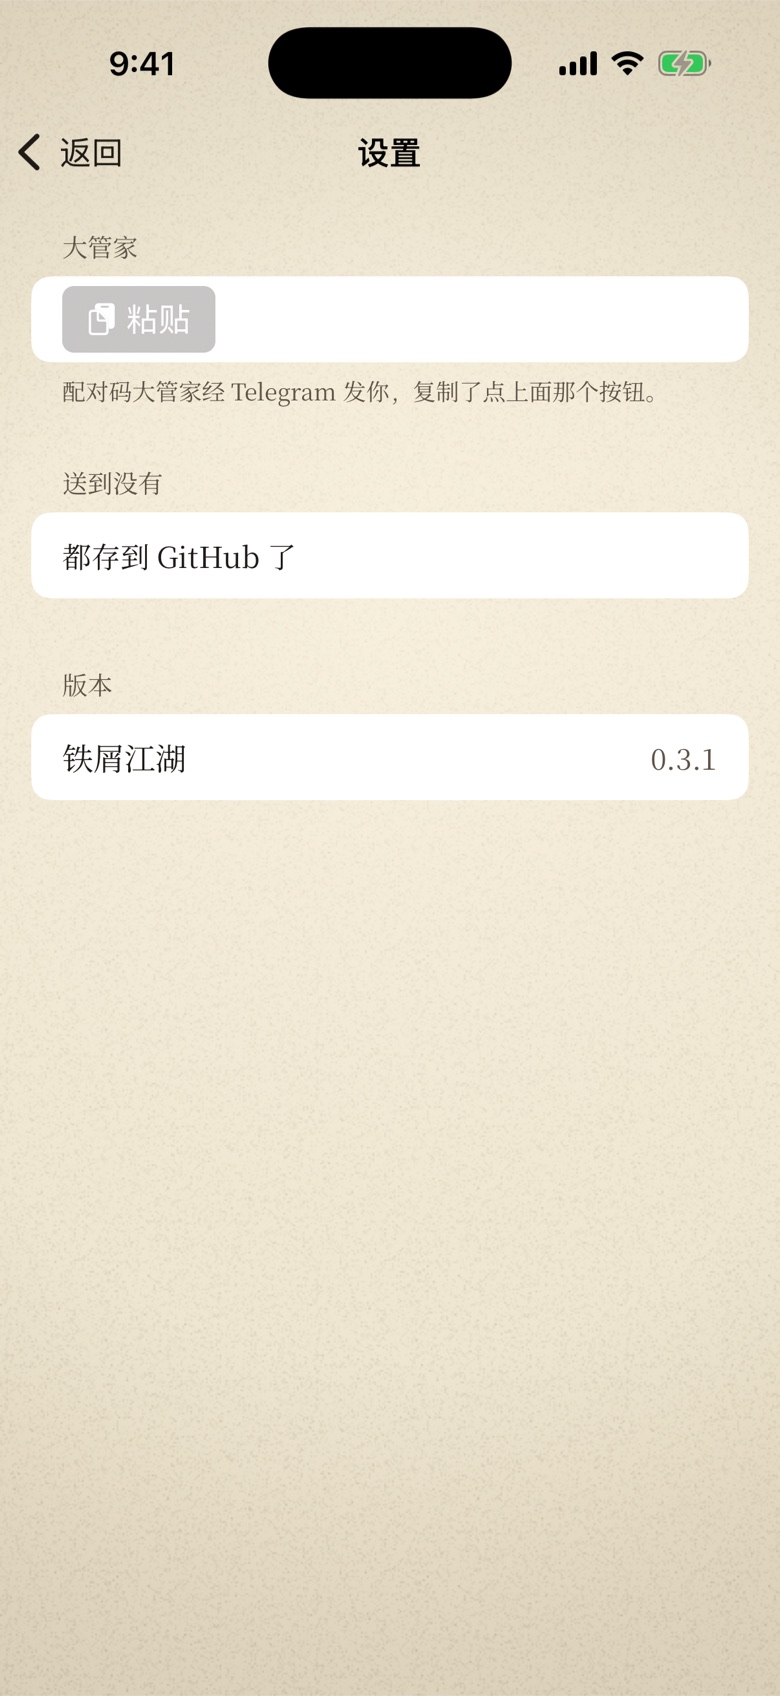 9:41
返回
设置
大管家
粘贴
配对码大管家经 Telegram 发你，复制了点上面那个按钮。
送到没有
都存到 GitHub 了
版本
铁屑江湖
0.3.1